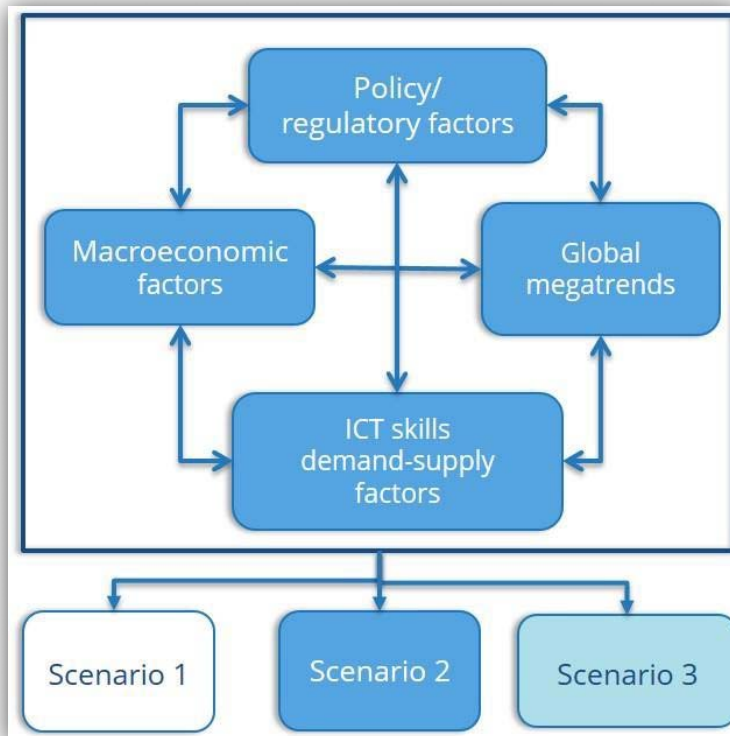 Policy/
regulatory factors
Macroeconomic
factors
Global
megatrends
ICT skills
demand-supply
factors
Scenario 1
Scenario 2
Scenario 3